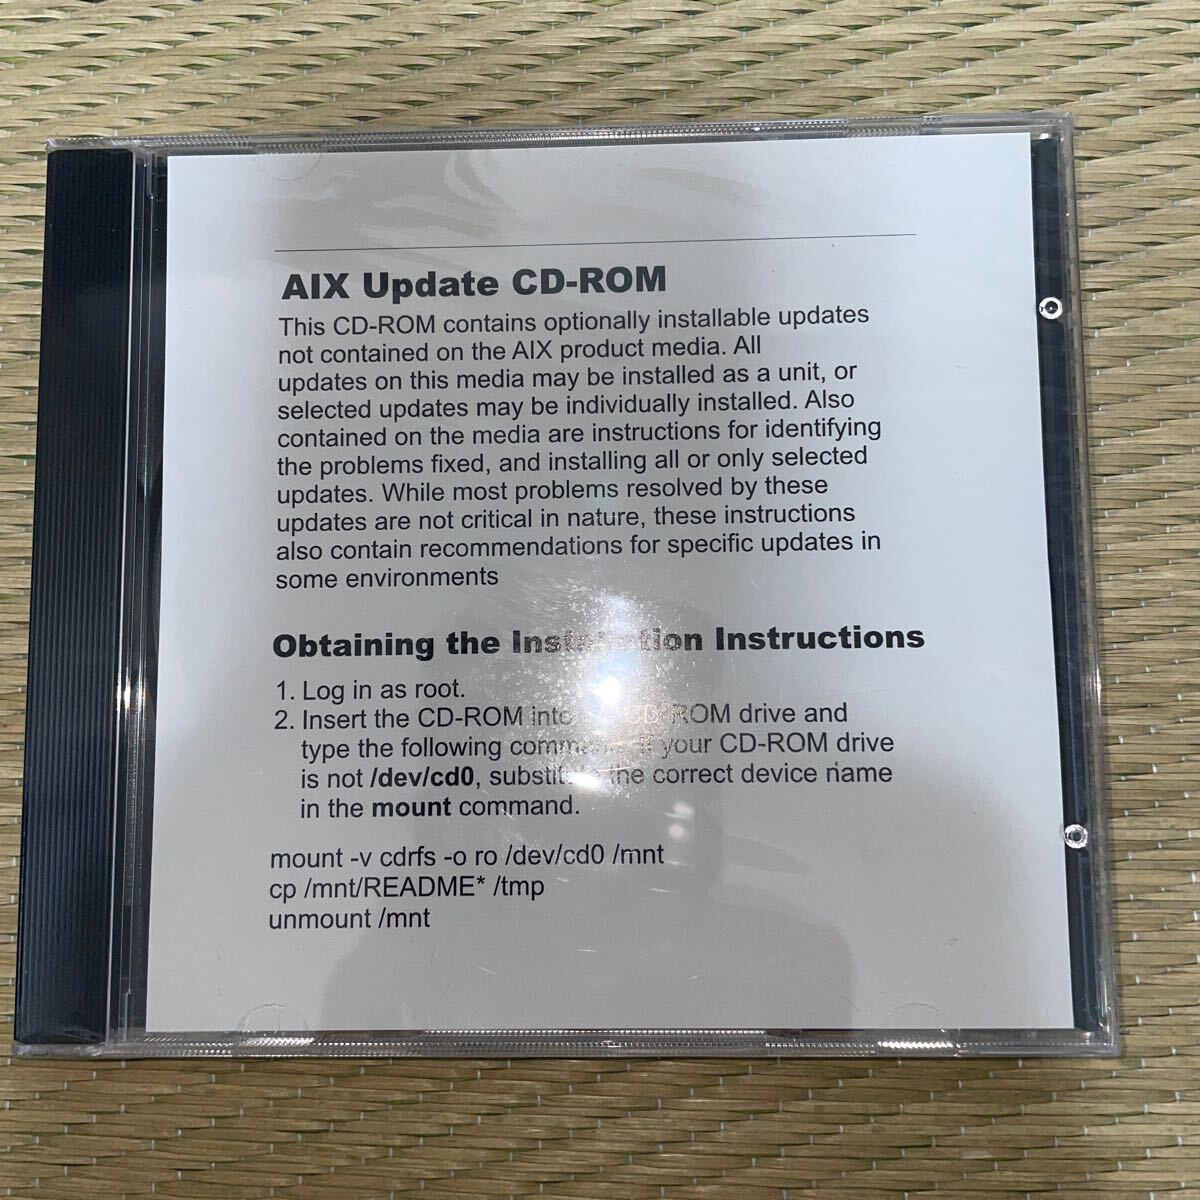 AIX Update CD-ROM
This CD-ROM contains optionally installable updates
not contained on the AIX product media. All
updates on this media may be installed as a unit, or
selected updates may be individually installed. Also
contained on the media are instructions for identifying
the problems fixed, and installing all or only selected
updates. While most problems resolved by these
updates are not critical in nature, these instructions
also contain recommendations for specific updates in
some environments
Obtaining the Installation Instructions
1. Log in as root.
2. Insert the CD-ROM into CD-ROM drive and
type the following command. If your CD-ROM drive
is not /dev/cd0, substitute the correct device name
in the mount command.
mount -v cdrfs -o ro /dev/cd0 /mnt
cp /mnt/README* /tmp
unmount /mnt